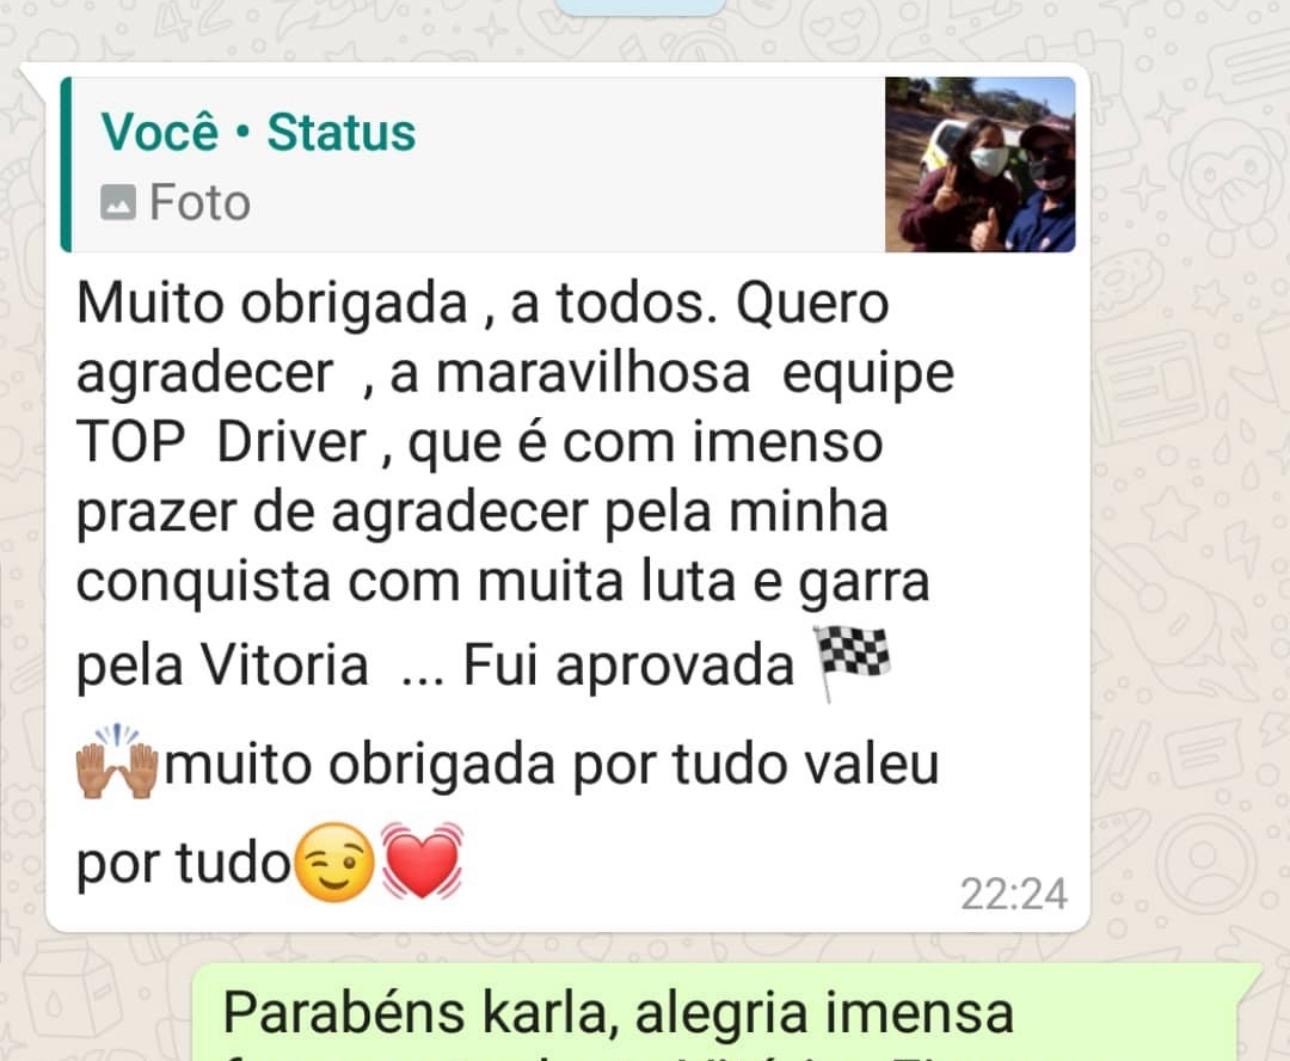 Você • Status
Foto
Muito obrigada , a todos. Quero
agradecer  , a maravilhosa  equipe
TOP  Driver , que é com imenso
prazer de agradecer pela minha
conquista com muita luta e garra
pela Vitoria  ... Fui aprovada 🏁
🙌🏽muito obrigada por tudo valeu
por tudo😉💓
22:24
Parabéns karla, alegria imensa